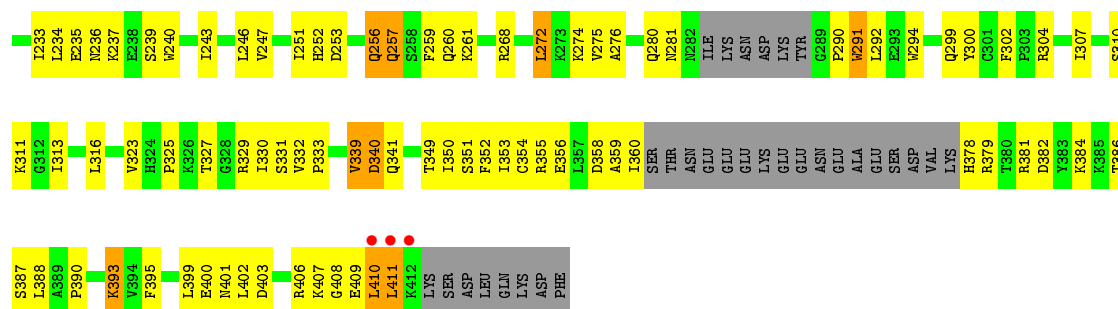 I233 L234 E235 N236 K237 E238 S239 W240 I243 L246 V247 I251 H252 D253 Q256 Q257 S258 F259 Q260 K261 R268 L272 K273 K274 V275 A276 Q280 N281 N282 ILE LYS ASN ASP LYS TYR G289 P290 W291 L292 E293 W294 Q299 Y300 C301 F302 P303 R304 I307 S310
K311 G312 I313 L316 V323 H324 P325 K326 T327 G328 R329 I330 S331 V332 P333 V339 D340 Q341 T349 I350 S351 F352 I353 C354 R355 E356 L357 D358 A359 I360 SER THR ASN GLU GLU GLU LYS GLU GLU ASN GLU ALA GLU SER ASP VAL LYS H378 R379 T380 R381 D382 Y383 K384 K385 T386
S387 L388 A389 P390 K393 V394 F395 L399 E400 N401 L402 D403 R406 K407 G408 E409 L410 L411 K412 LYS SER ASP LEU GLN LYS ASP PHE